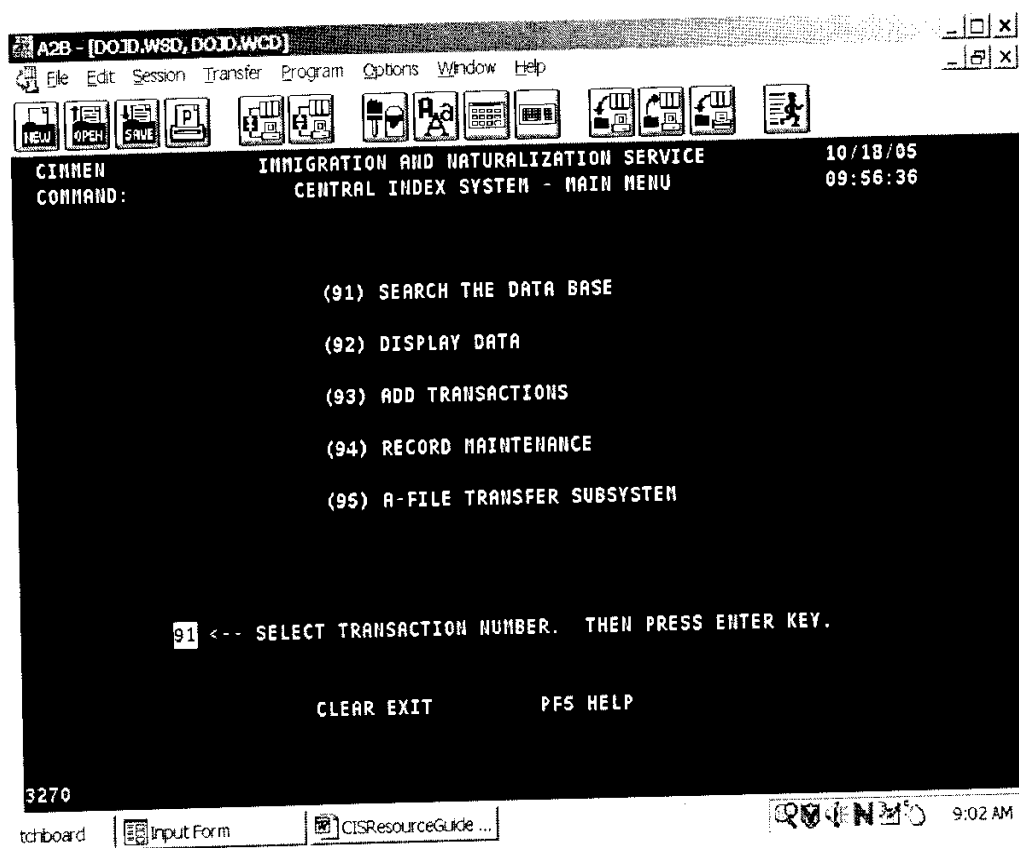 A2B - [DOJD.WSD, DOJD.WCD]
File Edit Session Transfer Program Options Window Help
NEW OPEN SAVE P Aa
CIMMEN IMMIGRATION AND NATURALIZATION SERVICE 10/18/05
COMMAND: CENTRAL INDEX SYSTEM - MAIN MENU 09:56:36
(91) SEARCH THE DATA BASE
(92) DISPLAY DATA
(93) ADD TRANSACTIONS
(94) RECORD MAINTENANCE
(95) A-FILE TRANSFER SUBSYSTEM
91 <-- SELECT TRANSACTION NUMBER. THEN PRESS ENTER KEY.
CLEAR EXIT PF5 HELP
3270
tchboard Input Form CISResourceGuide ... N 9:02 AM